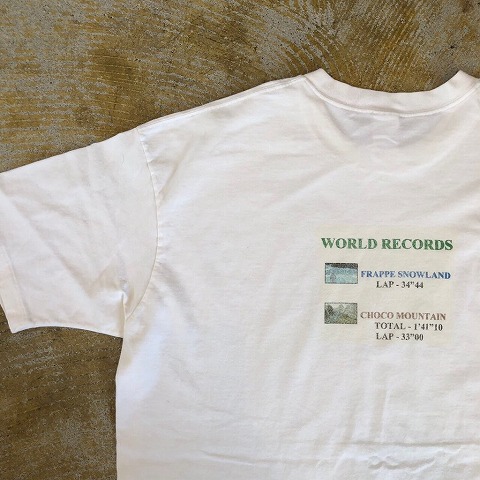 WORLD RECORDS
FRAPPE SNOWLAND
LAP - 34"44
CHOCO MOUNTAIN
TOTAL - 1'41"10
LAP - 33"00